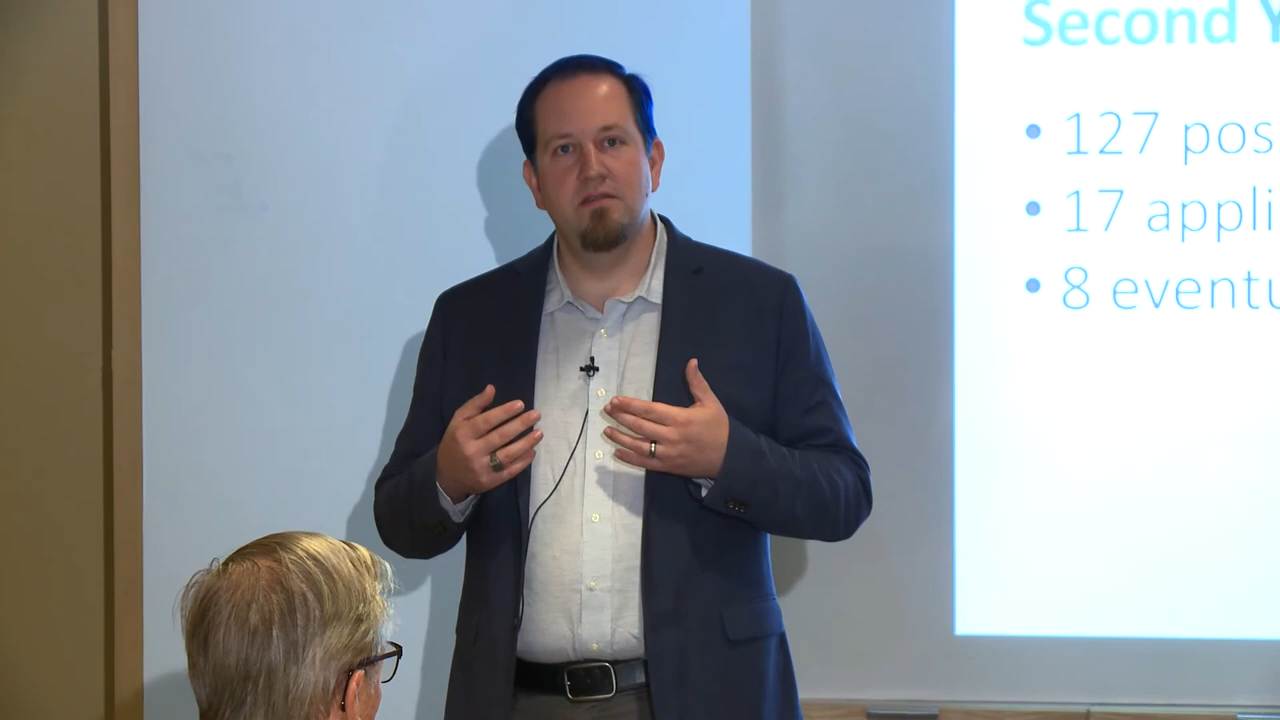 Second Y
• 127 pos
• 17 appli
• 8 eventu